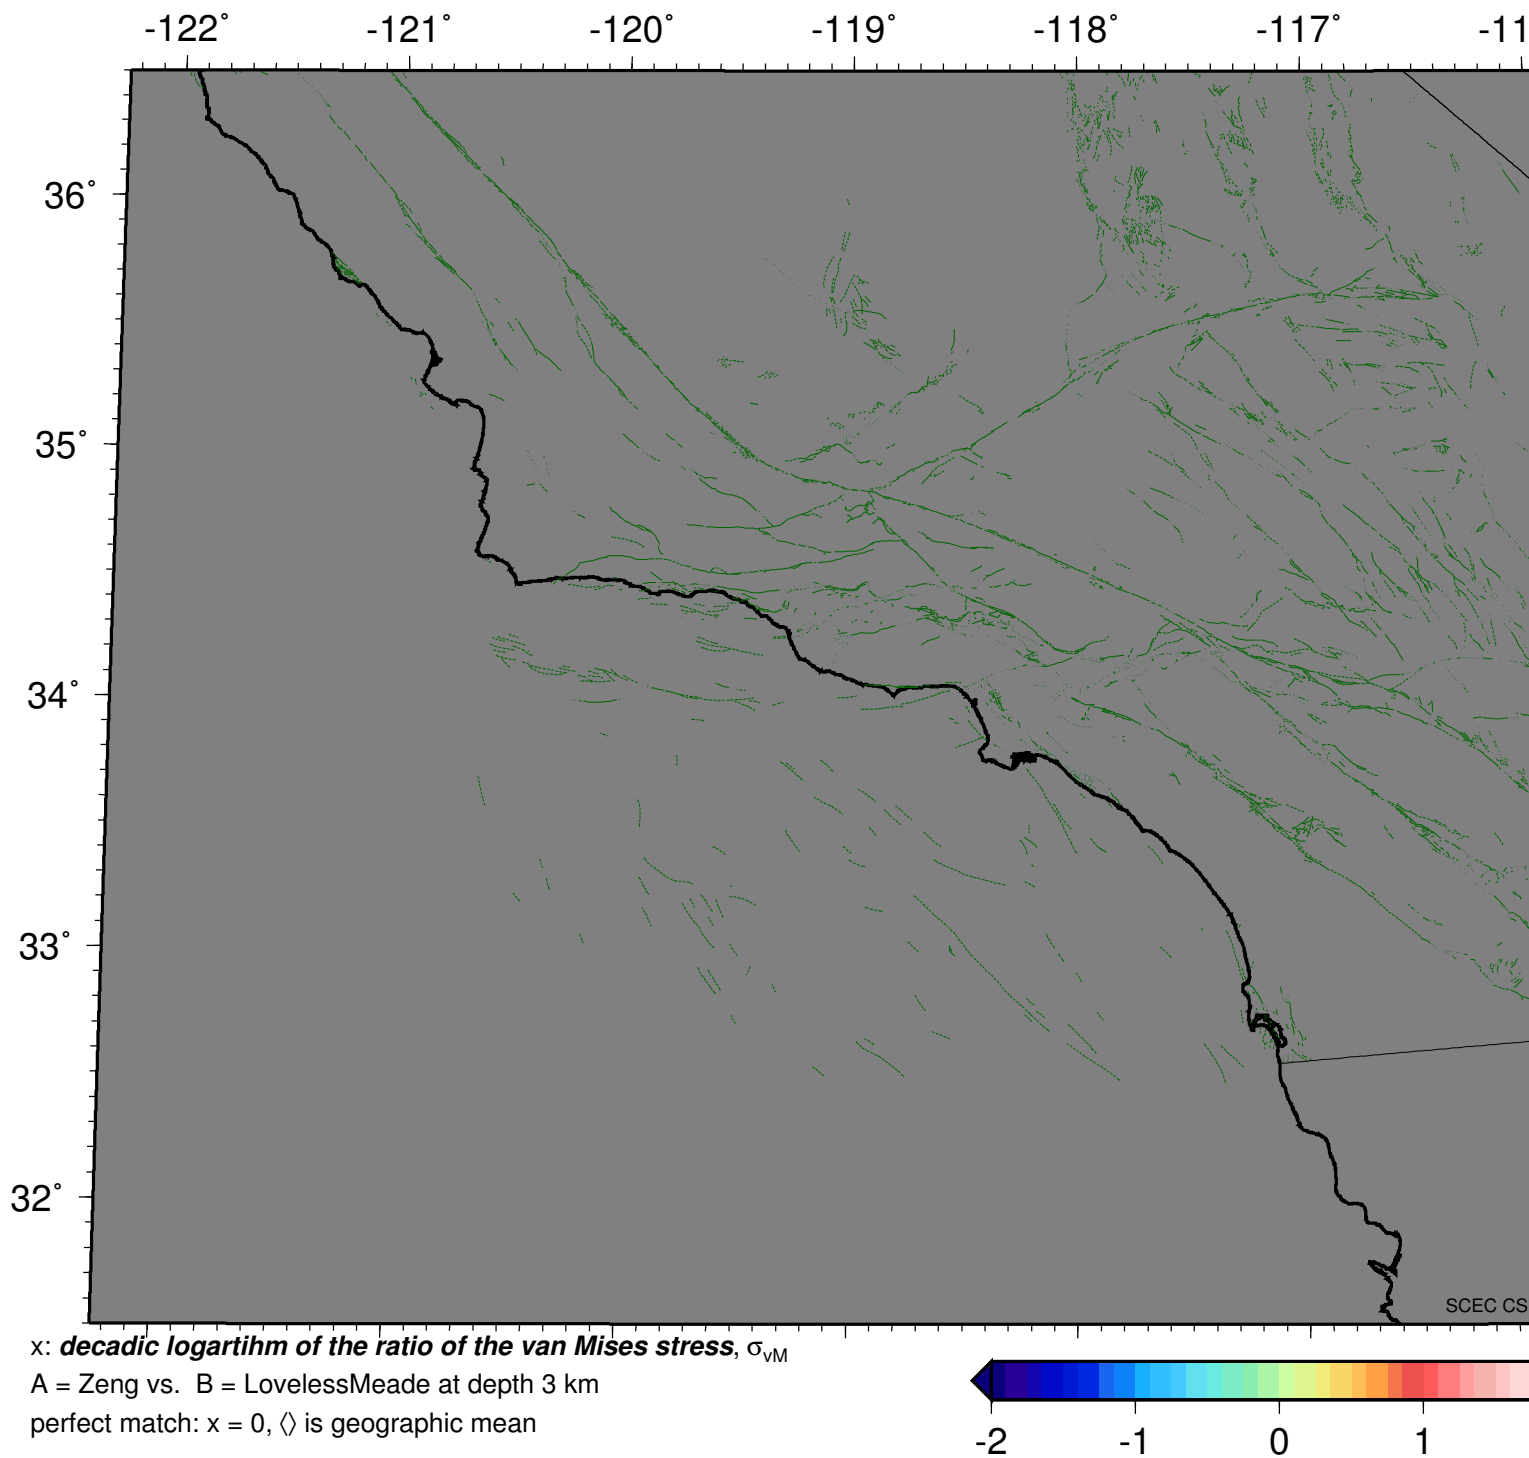 -122° -121° -120° -119° -118° -117° -11
36°
35°
34°
33°
32°
SCEC CS
x: decadic logartihm of the ratio of the van Mises stress, σvM
A = Zeng vs. B = LovelessMeade at depth 3 km
perfect match: x = 0, ⟨⟩ is geographic mean
-2 -1 0 1